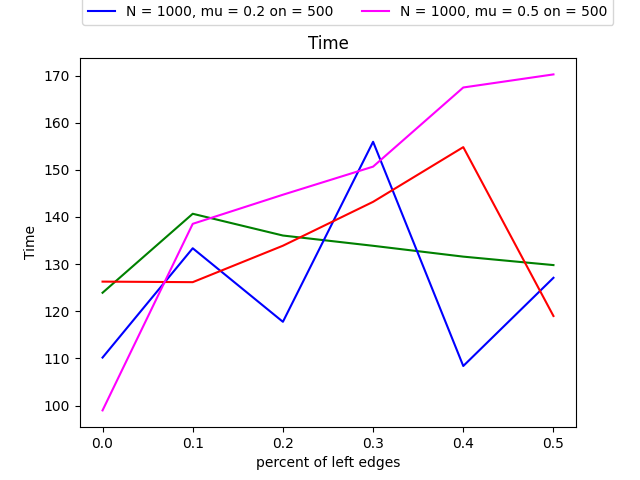 N = 1000, mu = 0.2 on = 500 N = 1000, mu = 0.5 on = 500
Time
170
160
150
140
130
120
110
100
Time
0.0 0.1 0.2 0.3 0.4 0.5
percent of left edges